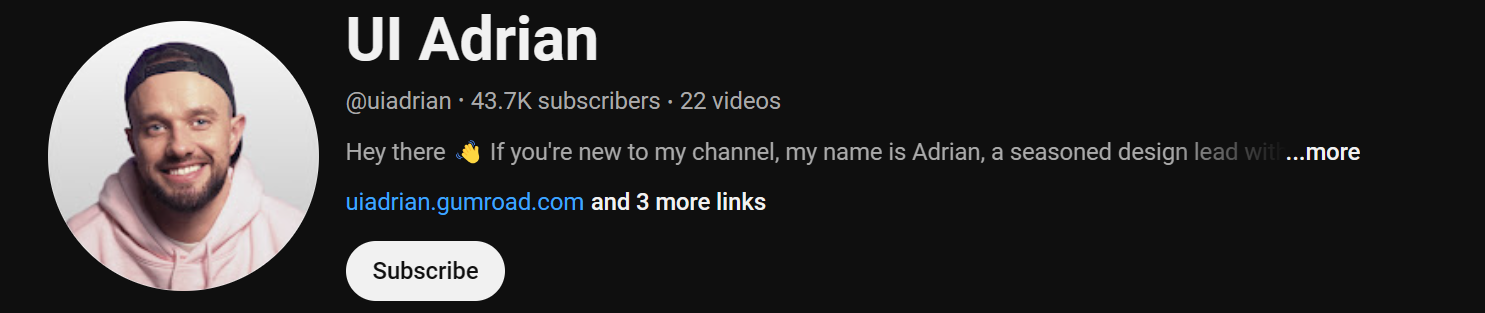 UI Adrian
@uiadrian · 43.7K subscribers · 22 videos
Hey there 👋 If you're new to my channel, my name is Adrian, a seasoned design lead with ...more
uiadrian.gumroad.com and 3 more links
Subscribe